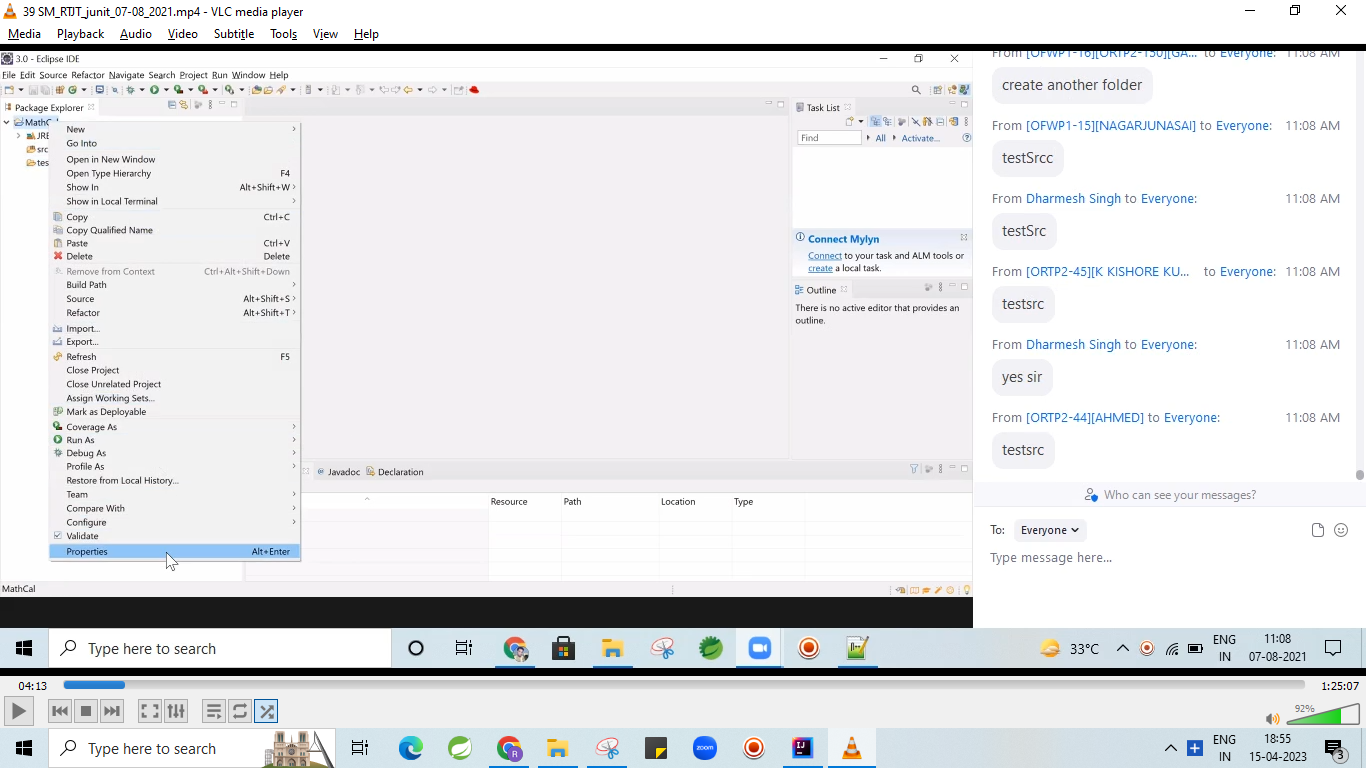 39 SM_RTJT_junit_07-08_2021.mp4 - VLC media player
Media Playback Audio Video Subtitle Tools View Help
3.0 - Eclipse IDE
File Edit Source Refactor Navigate Search Project Run Window Help
Package Explorer
MathC
JRE
src
tes
New
Go Into
Open in New Window
Open Type Hierarchy F4
Show In Alt+Shift+W
Show in Local Terminal
Copy Ctrl+C
Copy Qualified Name
Paste Ctrl+V
Delete Delete
Remove from Context Ctrl+Alt+Shift+Down
Build Path
Source Alt+Shift+S
Refactor Alt+Shift+T
Import...
Export...
Refresh F5
Close Project
Close Unrelated Project
Assign Working Sets...
Mark as Deployable
Coverage As
Run As
Debug As
Profile As
Restore from Local History...
Team
Compare With
Configure
Validate
Properties Alt+Enter
Task List
Find All Activate...
Connect Mylyn
Connect to your task and ALM tools or
create a local task.
Outline
There is no active editor that provides an
outline.
Javadoc Declaration
Resource Path Location Type
MathCal
From [OFWP1-16][ORTP2-150][GA... to Everyone: 11:08 AM
create another folder
From [OFWP1-15][NAGARJUNASAI] to Everyone: 11:08 AM
testSrcc
From Dharmesh Singh to Everyone: 11:08 AM
testSrc
From [ORTP2-45][K KISHORE KU... to Everyone: 11:08 AM
testsrc
From Dharmesh Singh to Everyone: 11:08 AM
yes sir
From [ORTP2-44][AHMED] to Everyone: 11:08 AM
testsrc
Who can see your messages?
To: Everyone
Type message here...
Type here to search
33°C
ENG
IN
11:08
07-08-2021
04:13
1:25:07
92%
Type here to search
zoom
ENG
IN
18:55
15-04-2023
3